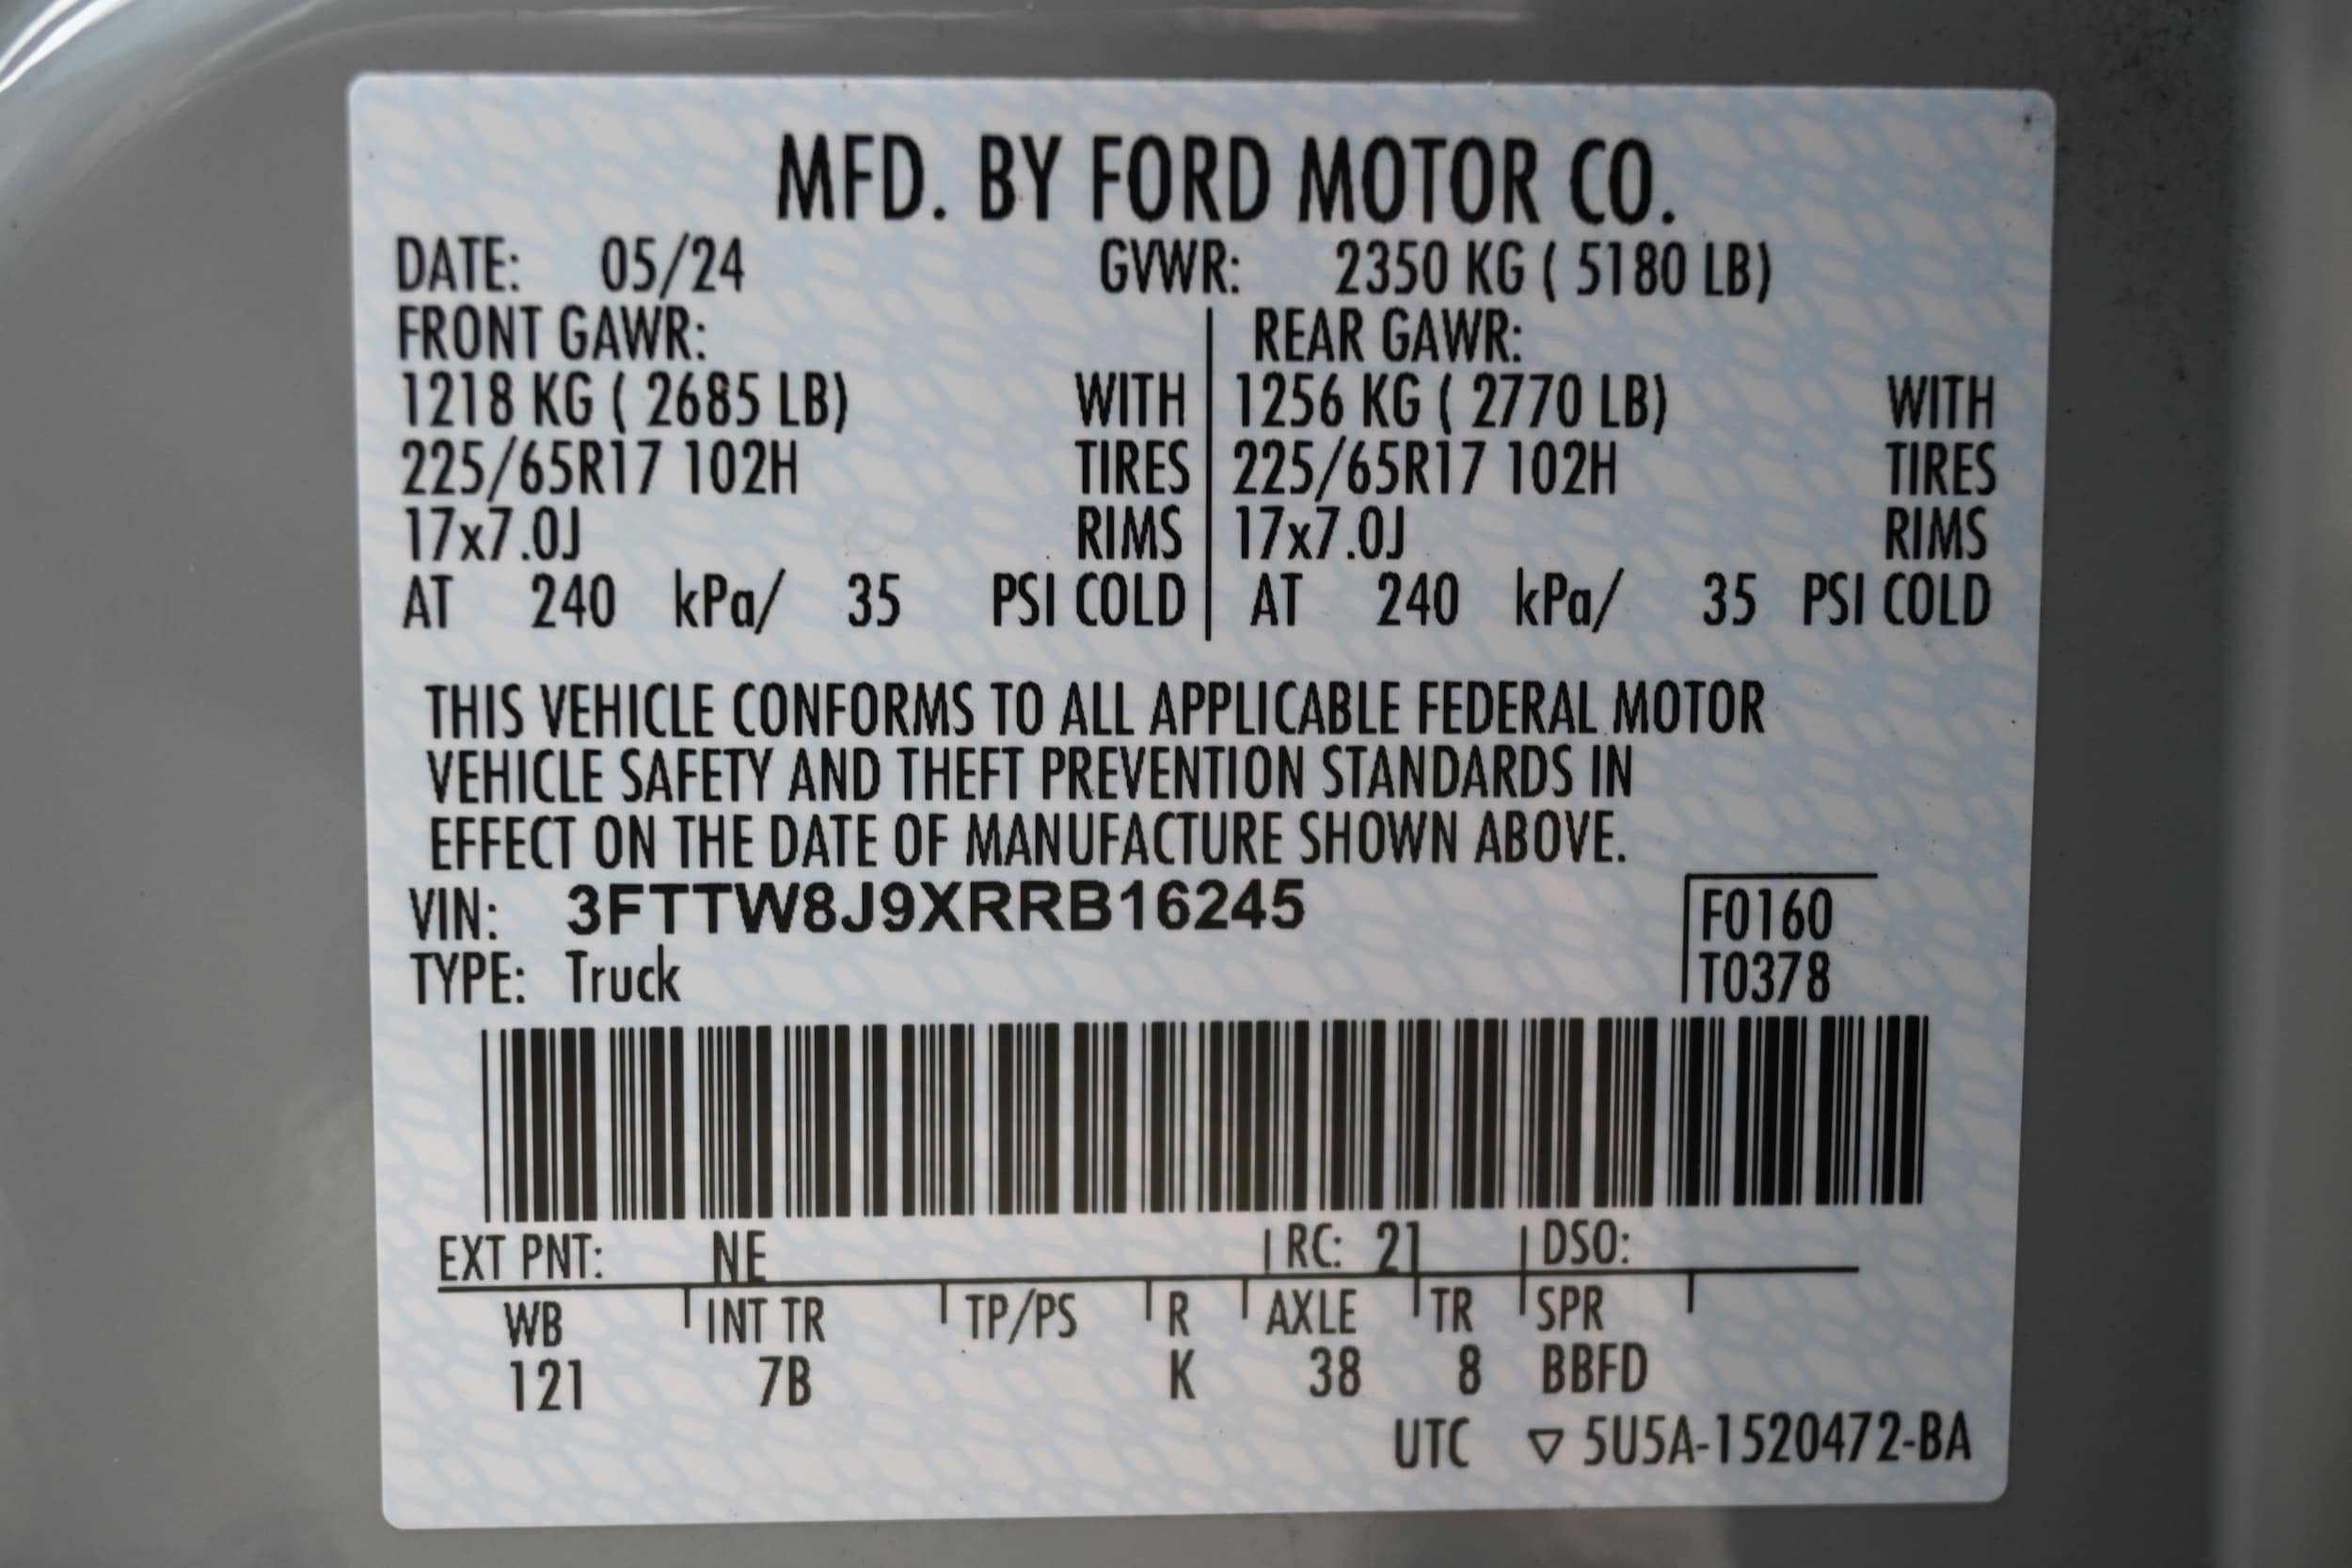 MFD. BY FORD MOTOR CO.
DATE: 05/24 GVWR: 2350 KG ( 5180 LB)
FRONT GAWR: REAR GAWR:
1218 KG ( 2685 LB) WITH 1256 KG ( 2770 LB) WITH
225/65R17 102H TIRES 225/65R17 102H TIRES
17x7.0J RIMS 17x7.0J RIMS
AT 240 kPa/ 35 PSI COLD AT 240 kPa/ 35 PSI COLD
THIS VEHICLE CONFORMS TO ALL APPLICABLE FEDERAL MOTOR
VEHICLE SAFETY AND THEFT PREVENTION STANDARDS IN
EFFECT ON THE DATE OF MANUFACTURE SHOWN ABOVE.
VIN: 3FTTW8J9XRRB16245 F0160
TYPE: Truck T0378
EXT PNT: NE RC: 21 DSO:
WB INT TR TP/PS R AXLE TR SPR
121 7B K 38 8 BBFD
UTC ▽ 5U5A-1520472-BA